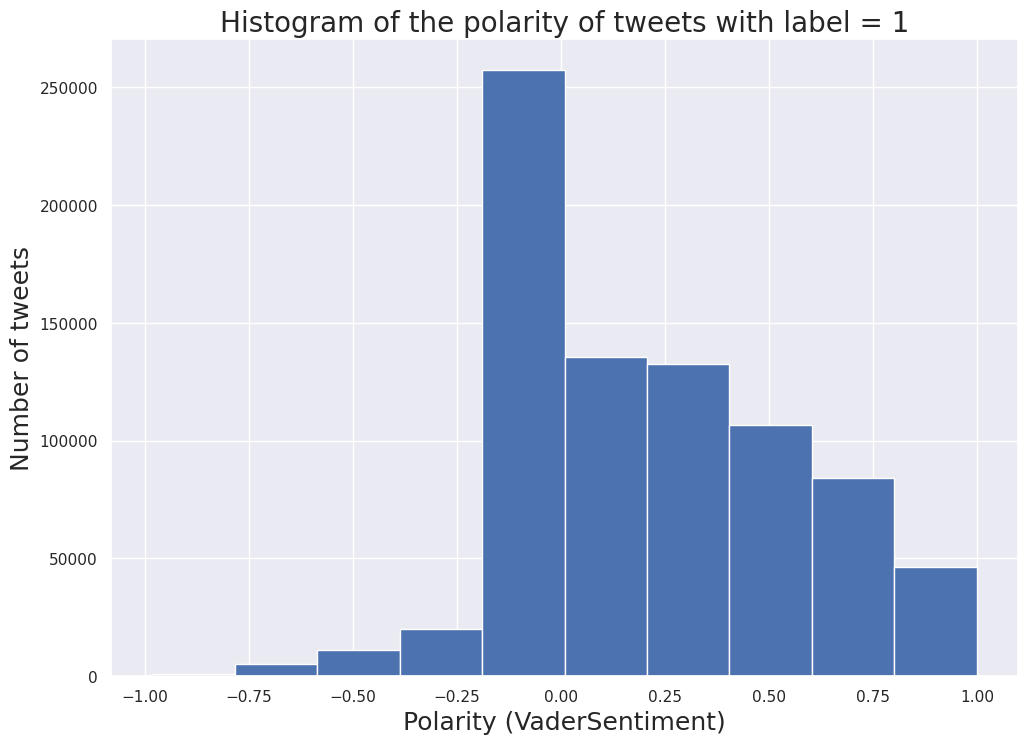 Histogram of the polarity of tweets with label = 1
Number of tweets
250000
200000
150000
100000
50000
0
−1.00 −0.75 −0.50 −0.25 0.00 0.25 0.50 0.75 1.00
Polarity (VaderSentiment)